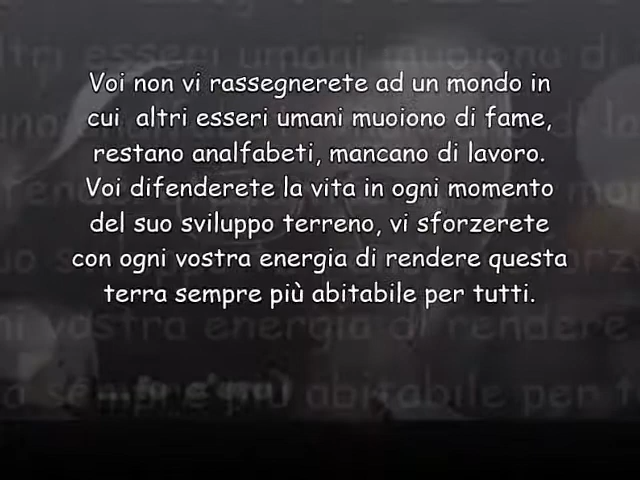 Voi non vi rassegnerete ad un mondo in
cui altri esseri umani muoiono di fame,
restano analfabeti, mancano di lavoro.
Voi difenderete la vita in ogni momento
del suo sviluppo terreno, vi sforzerete
con ogni vostra energia di rendere questa
terra sempre più abitabile per tutti.